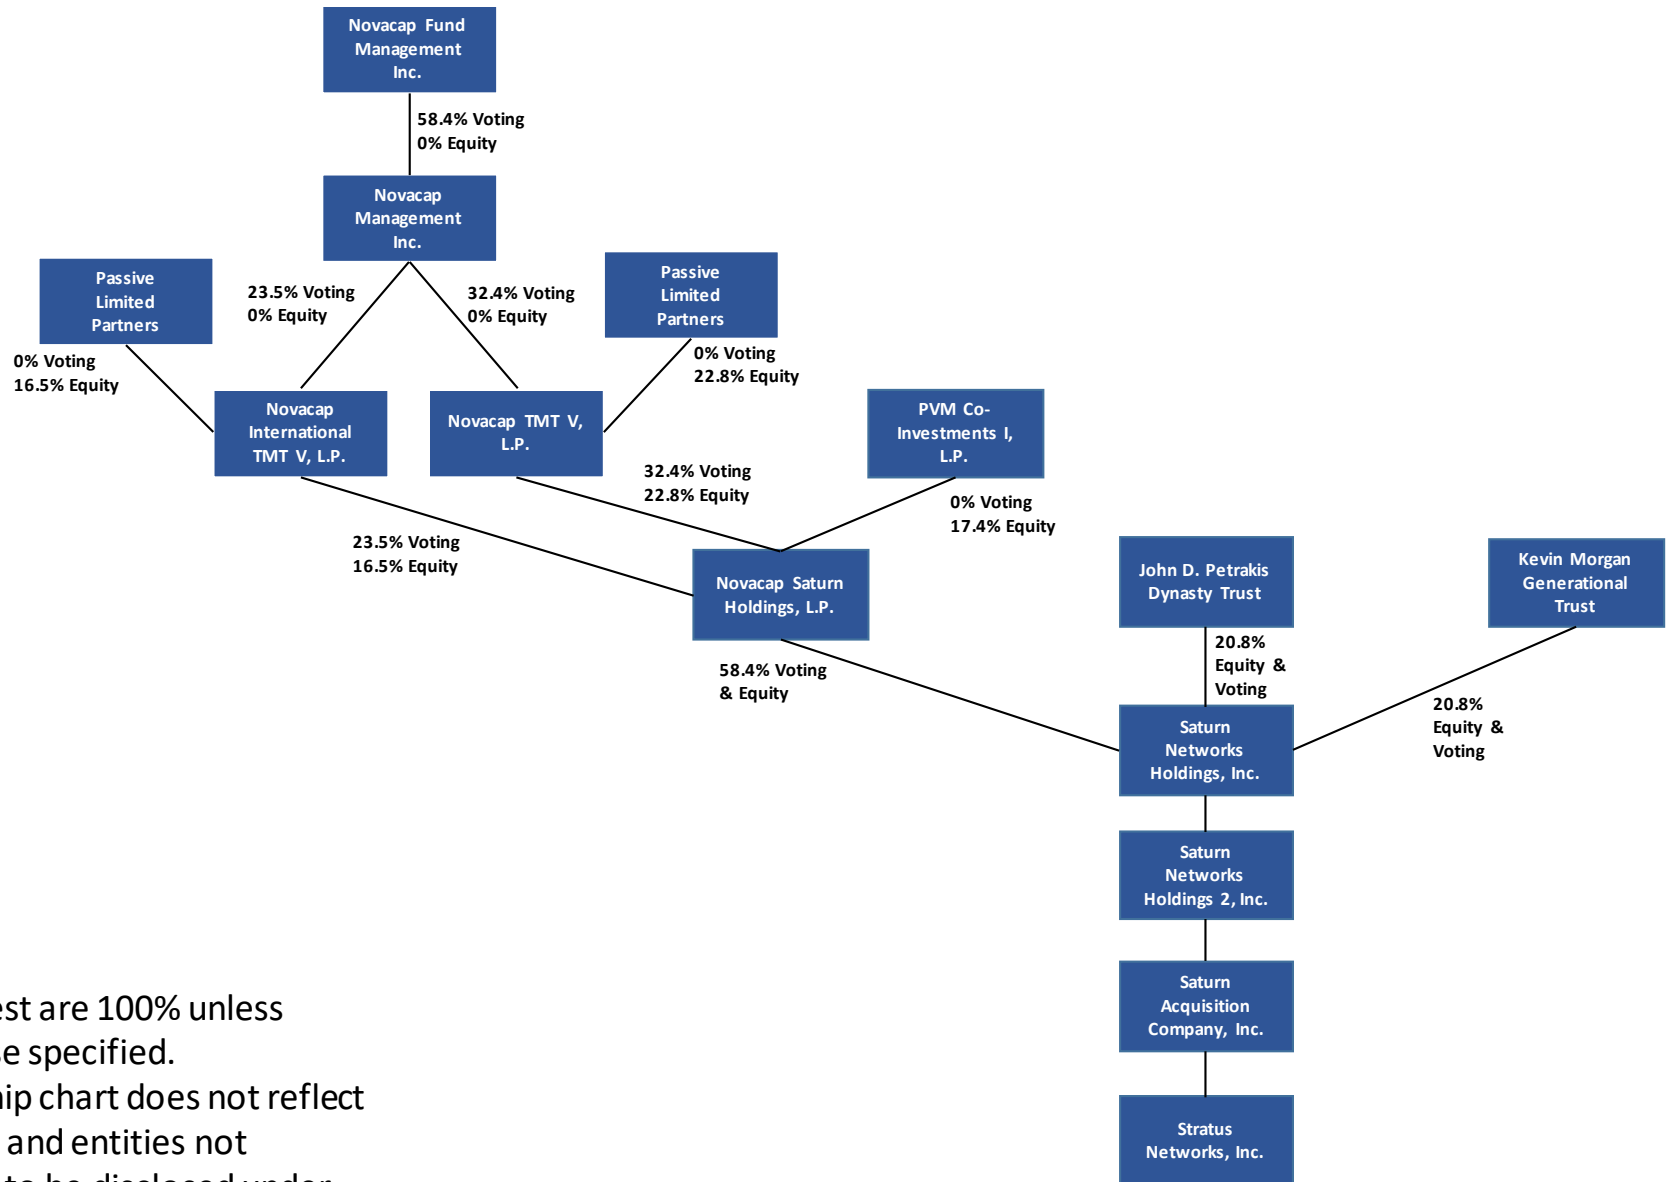 Novacap Fund
Management
Inc.
58.4% Voting
0% Equity
Novacap
Management
Inc.
Passive
Limited
Partners
23.5% Voting
0% Equity
32.4% Voting
0% Equity
Passive
Limited
Partners
0% Voting
16.5% Equity
0% Voting
22.8% Equity
Novacap
International
TMT V, L.P.
Novacap TMT V,
L.P.
PVM Co-
Investments I,
L.P.
32.4% Voting
22.8% Equity
0% Voting
17.4% Equity
23.5% Voting
16.5% Equity
Novacap Saturn
Holdings, L.P.
John D. Petrakis
Dynasty Trust
Kevin Morgan
Generational
Trust
58.4% Voting
& Equity
20.8%
Equity &
Voting
20.8%
Equity &
Voting
Saturn
Networks
Holdings, Inc.
Saturn
Networks
Holdings 2, Inc.
Saturn
Acquisition
Company, Inc.
Stratus
Networks, Inc.
are 100% unless
specified.
chart does not reflect
and entities not
to be disclosed under